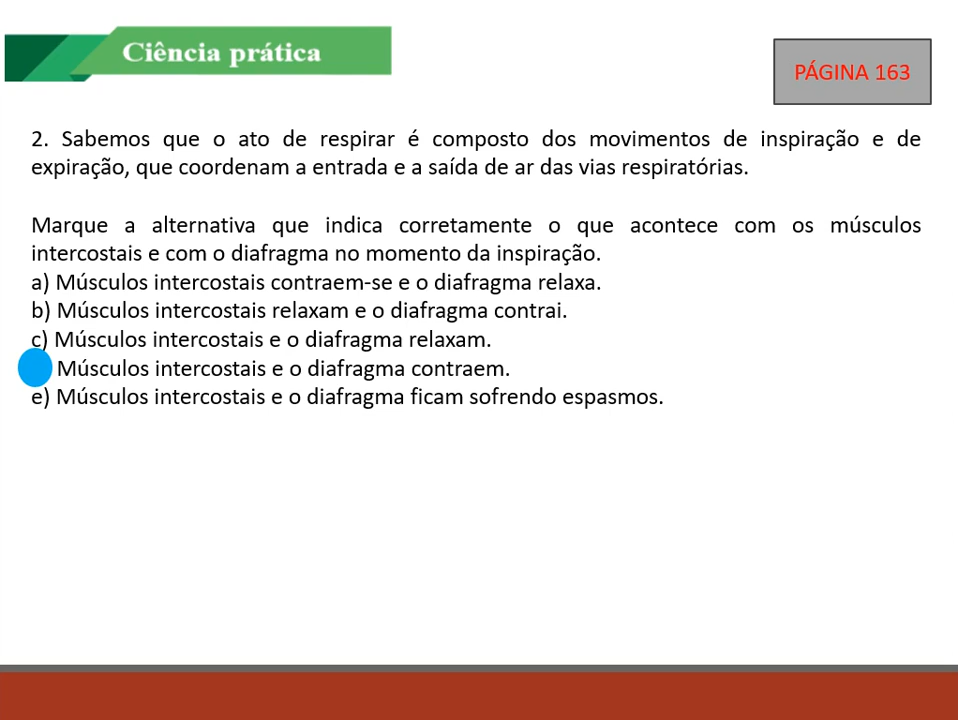 Ciência prática
PÁGINA 163
2. Sabemos que o ato de respirar é composto dos movimentos de inspiração e de
expiração, que coordenam a entrada e a saída de ar das vias respiratórias.
Marque a alternativa que indica corretamente o que acontece com os músculos
intercostais e com o diafragma no momento da inspiração.
a) Músculos intercostais contraem-se e o diafragma relaxa.
b) Músculos intercostais relaxam e o diafragma contrai.
c) Músculos intercostais e o diafragma relaxam.
Músculos intercostais e o diafragma contraem.
e) Músculos intercostais e o diafragma ficam sofrendo espasmos.